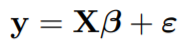 y = Xβ + ε